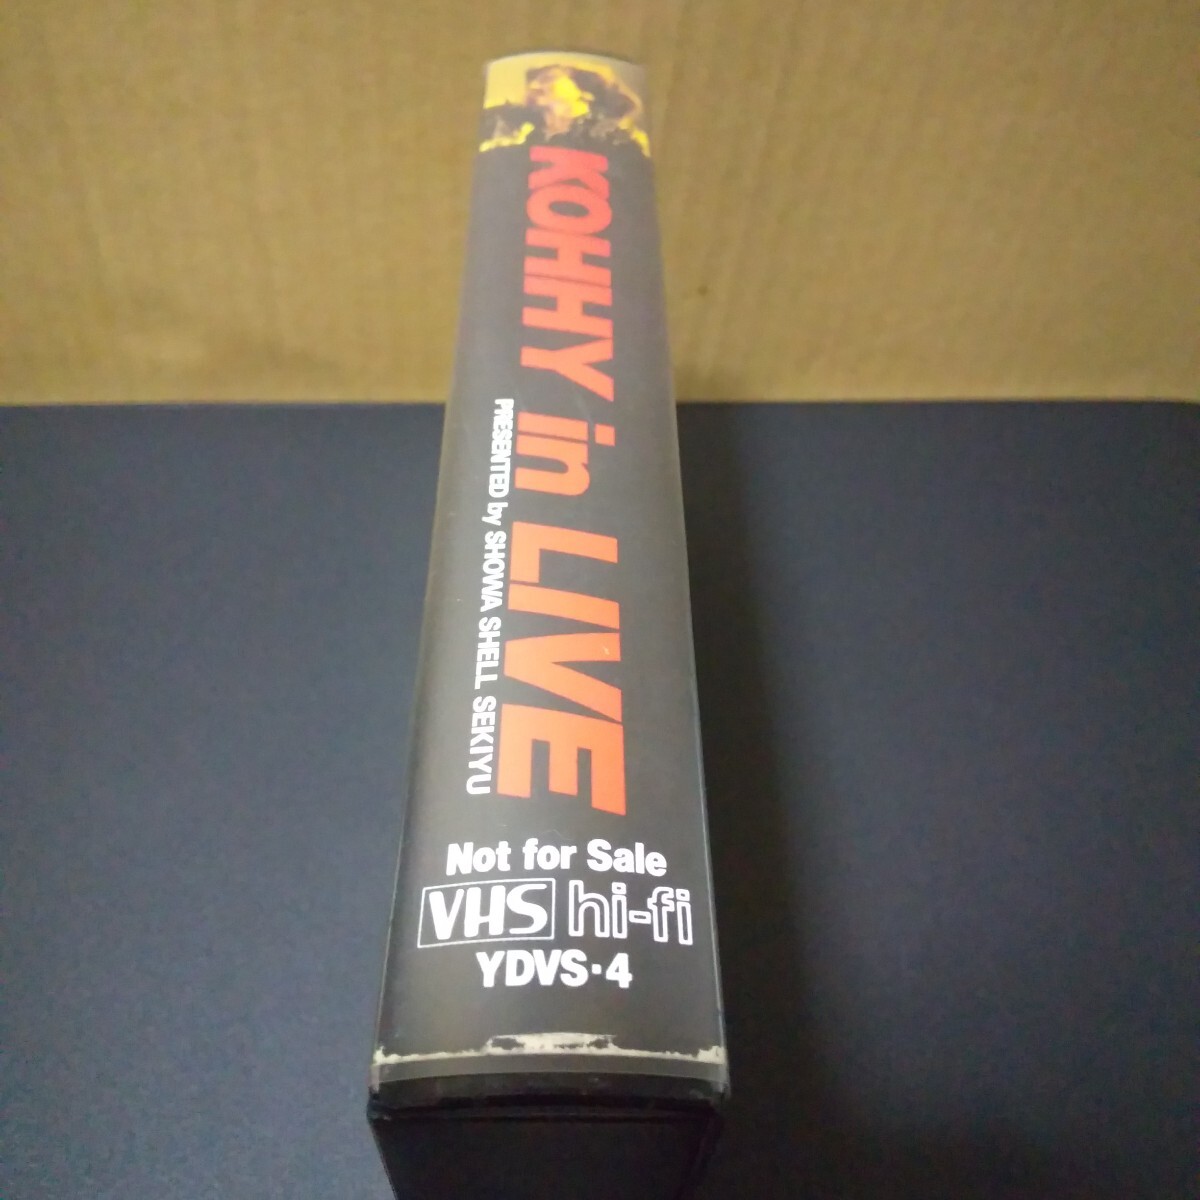 KOHHY in LIVE
PRESENTED by SHOWA SHELL SEKIYU
Not for Sale
VHS hi-fi
YDVS·4